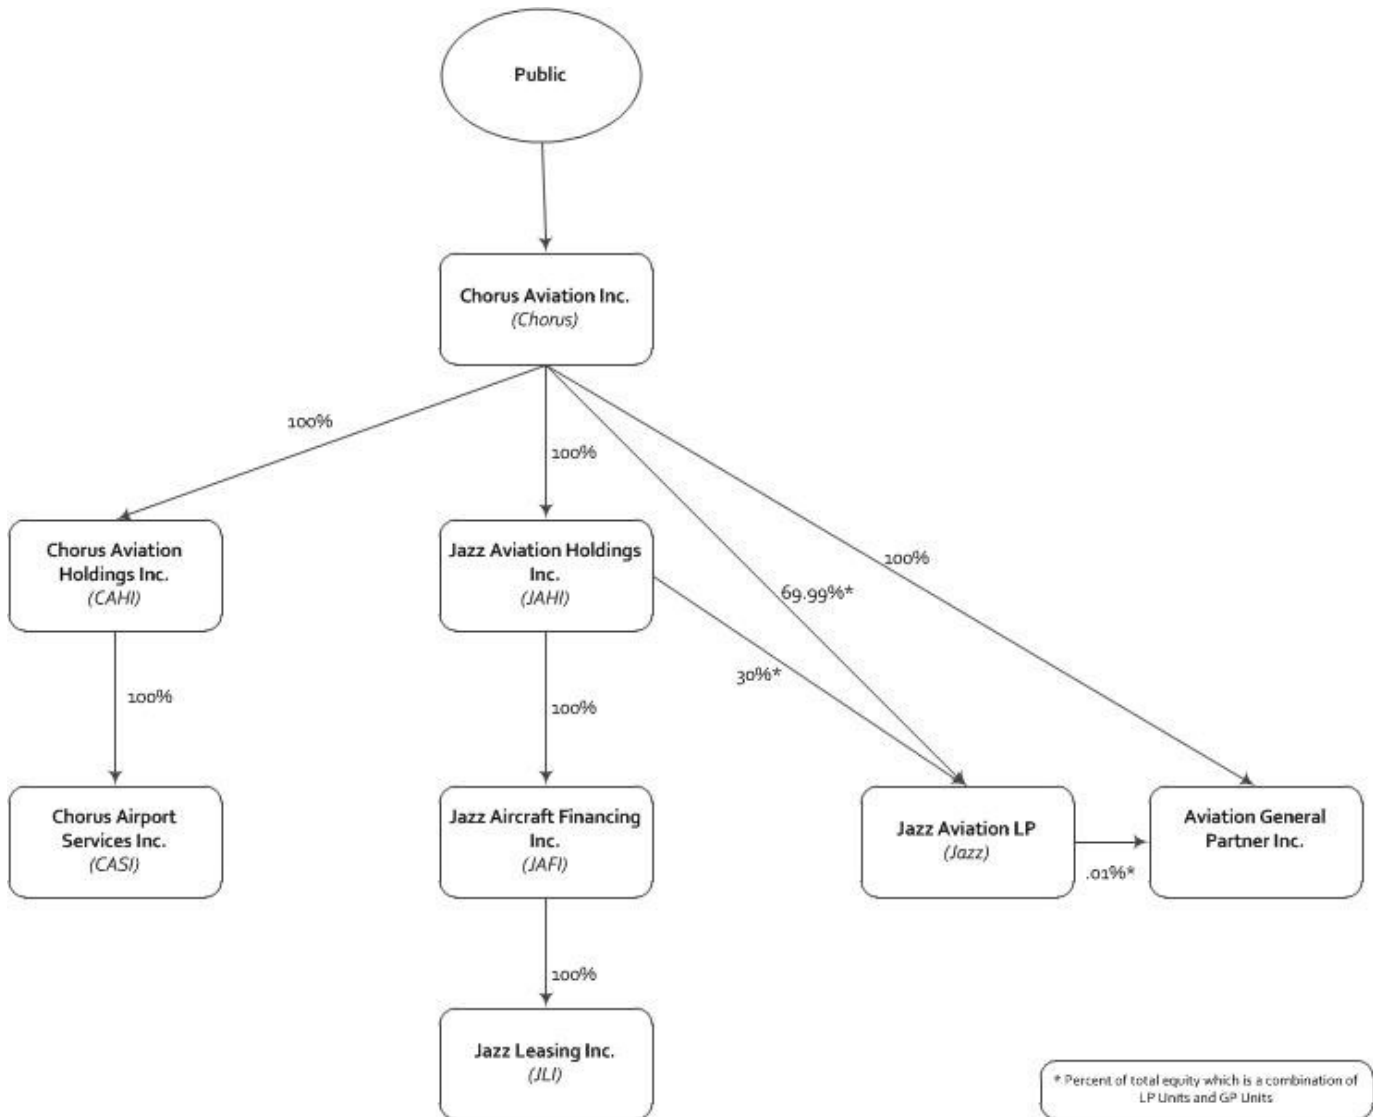 Public
Chorus Aviation Inc.
(Chorus)
100%
100%
100%
69.99%*
30%*
Chorus Aviation
Holdings Inc.
(CAHI)
Jazz Aviation Holdings
Inc.
(JAHI)
100%
100%
Chorus Airport
Services Inc.
(CASI)
Jazz Aircraft Financing
Inc.
(JAFI)
Jazz Aviation LP
(Jazz)
.01%*
Aviation General
Partner Inc.
100%
Jazz Leasing Inc.
(JLI)
* Percent of total equity which is a combination of
LP Units and GP Units